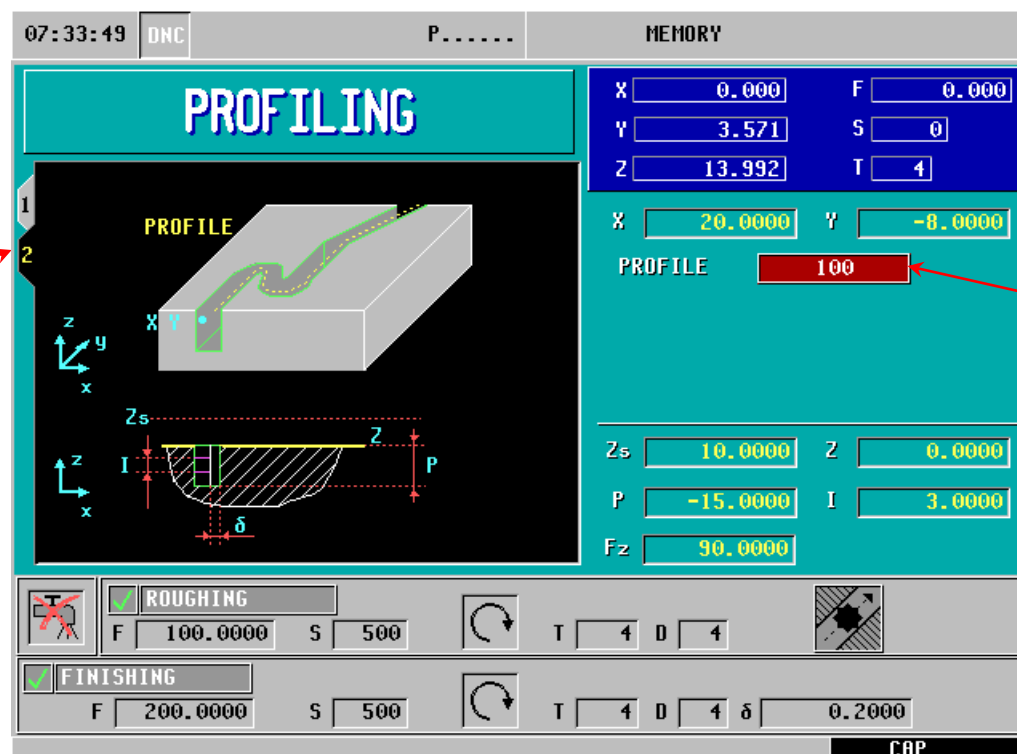 07:33:49 DNC P...... MEMORY
PROFILING
X 0.000 F 0.000
Y 3.571 S 0
Z 13.992 T 4
1
2
PROFILE
X Y
z
y
x
Zs
Z
I
P
z
x
δ
X 20.0000 Y -8.0000
PROFILE 100
Zs 10.0000 Z 0.0000
P -15.0000 I 3.0000
Fz 90.0000
ROUGHING
F 100.0000 S 500 T 4 D 4
FINISHING
F 200.0000 S 500 T 4 D 4 δ 0.2000
CAP